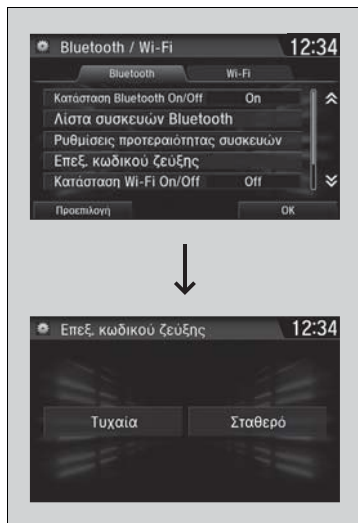 Bluetooth / Wi-Fi 12:34
Bluetooth Wi-Fi
Κατάσταση Bluetooth On/Off On
Λίστα συσκευών Bluetooth
Ρυθμίσεις προτεραιότητας συσκευών
Επεξ. κωδικού ζεύξης
Κατάσταση Wi-Fi On/Off Off
Προεπιλογή OK
Επεξ. κωδικού ζεύξης 12:34
Τυχαία Σταθερό